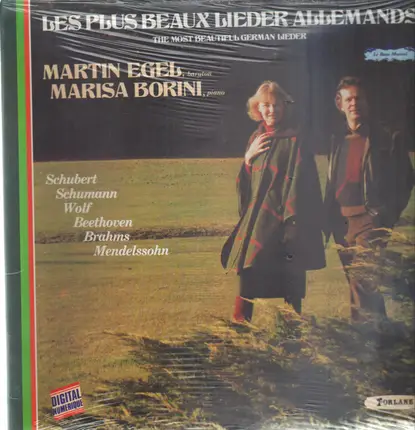 LES PLUS BEAUX LIEDER ALLEMANDS
THE MOST BEAUTIFUL GERMAN LIEDER
MARTIN EGEL, baryton
MARISA BORINI, piano
Schubert
Schumann
Wolf
Beethoven
Brahms
Mendelssohn
DIGITAL
NUMERIQUE
FORLANE